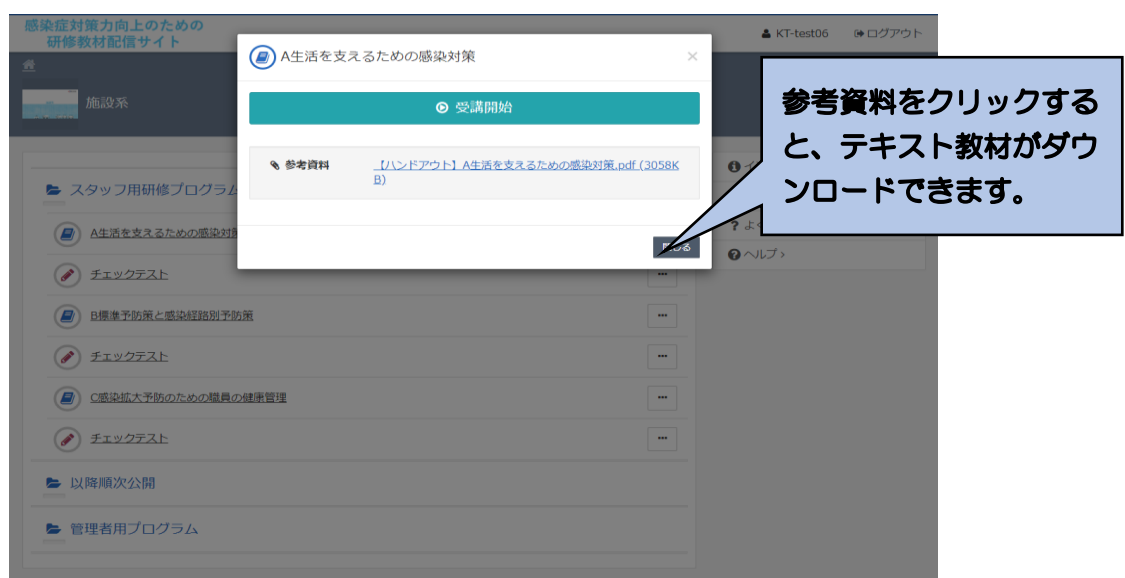 感染症対策力向上のための
研修教材配信サイト
KT-test06 ログアウト
施設系
A生活を支えるための感染対策
×
受講開始
参考資料
【ハンドアウト】A生活を支えるための感染対策.pdf (3058K
B)
閉じる
参考資料をクリックする
と、テキスト教材がダウ
ンロードできます。
スタッフ用研修プログラム
A生活を支えるための感染対
チェックテスト
B標準予防策と感染経路別予防策
チェックテスト
C感染拡大予防のための職員の健康管理
チェックテスト
以降順次公開
管理者用プログラム
? よく
ヘルプ ›